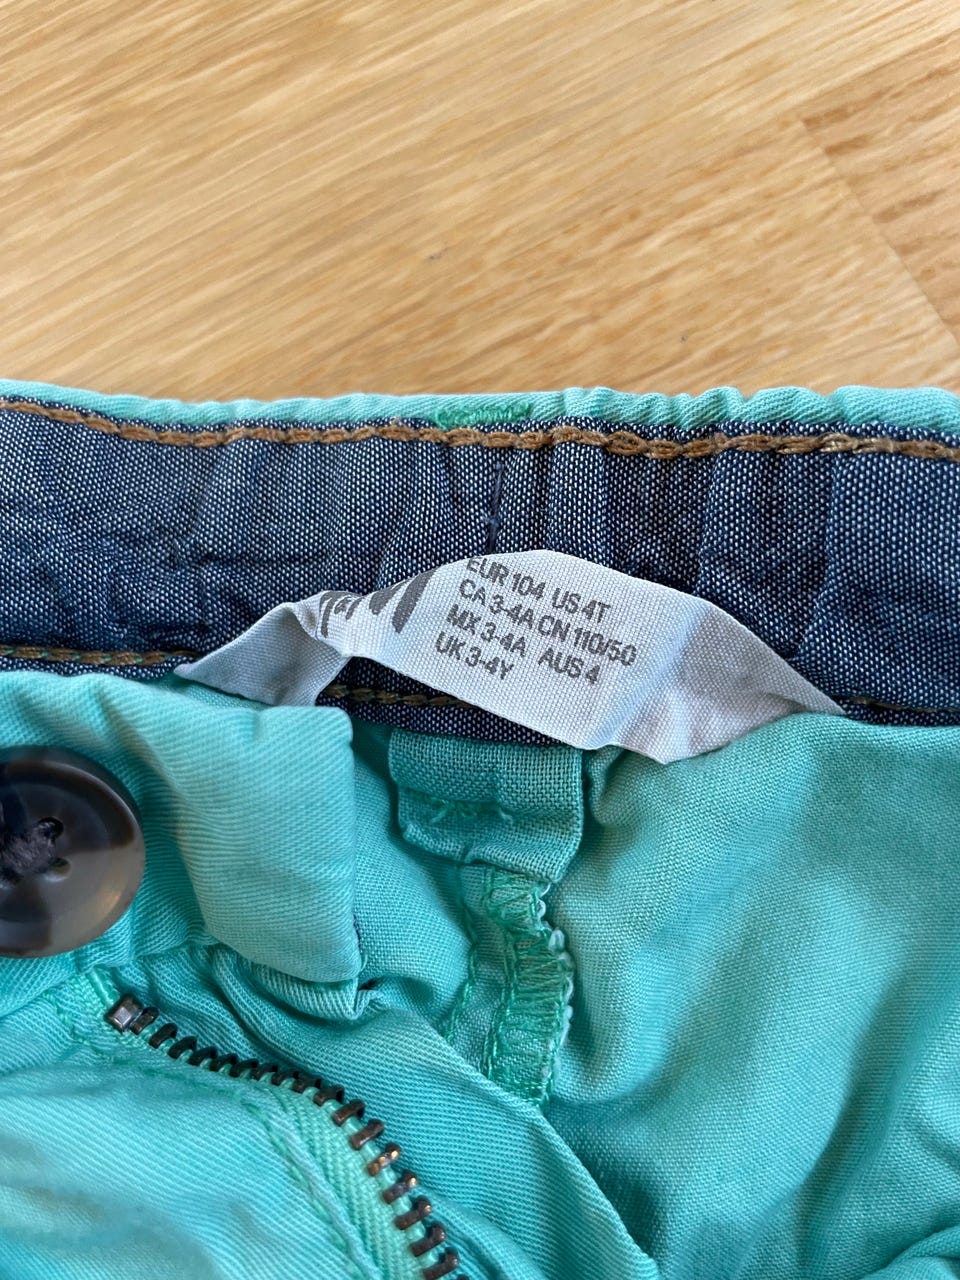 EUR 104 US 4T
CA 3-4A CN 110/50
MX 3-4A AUS 4
UK 3-4Y